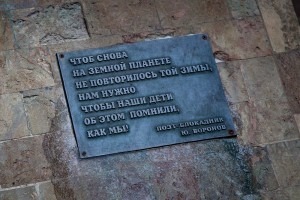 ЧТОБ СНОВА
НА ЗЕМНОЙ ПЛАНЕТЕ
НЕ ПОВТОРИЛОСЬ ТОЙ ЗИМЫ,
НАМ НУЖНО
ЧТОБЫ НАШИ ДЕТИ
ОБ ЭТОМ ПОМНИЛИ,
КАК МЫ!
ПОЭТ-БЛОКАДНИК
Ю. ВОРОНОВ